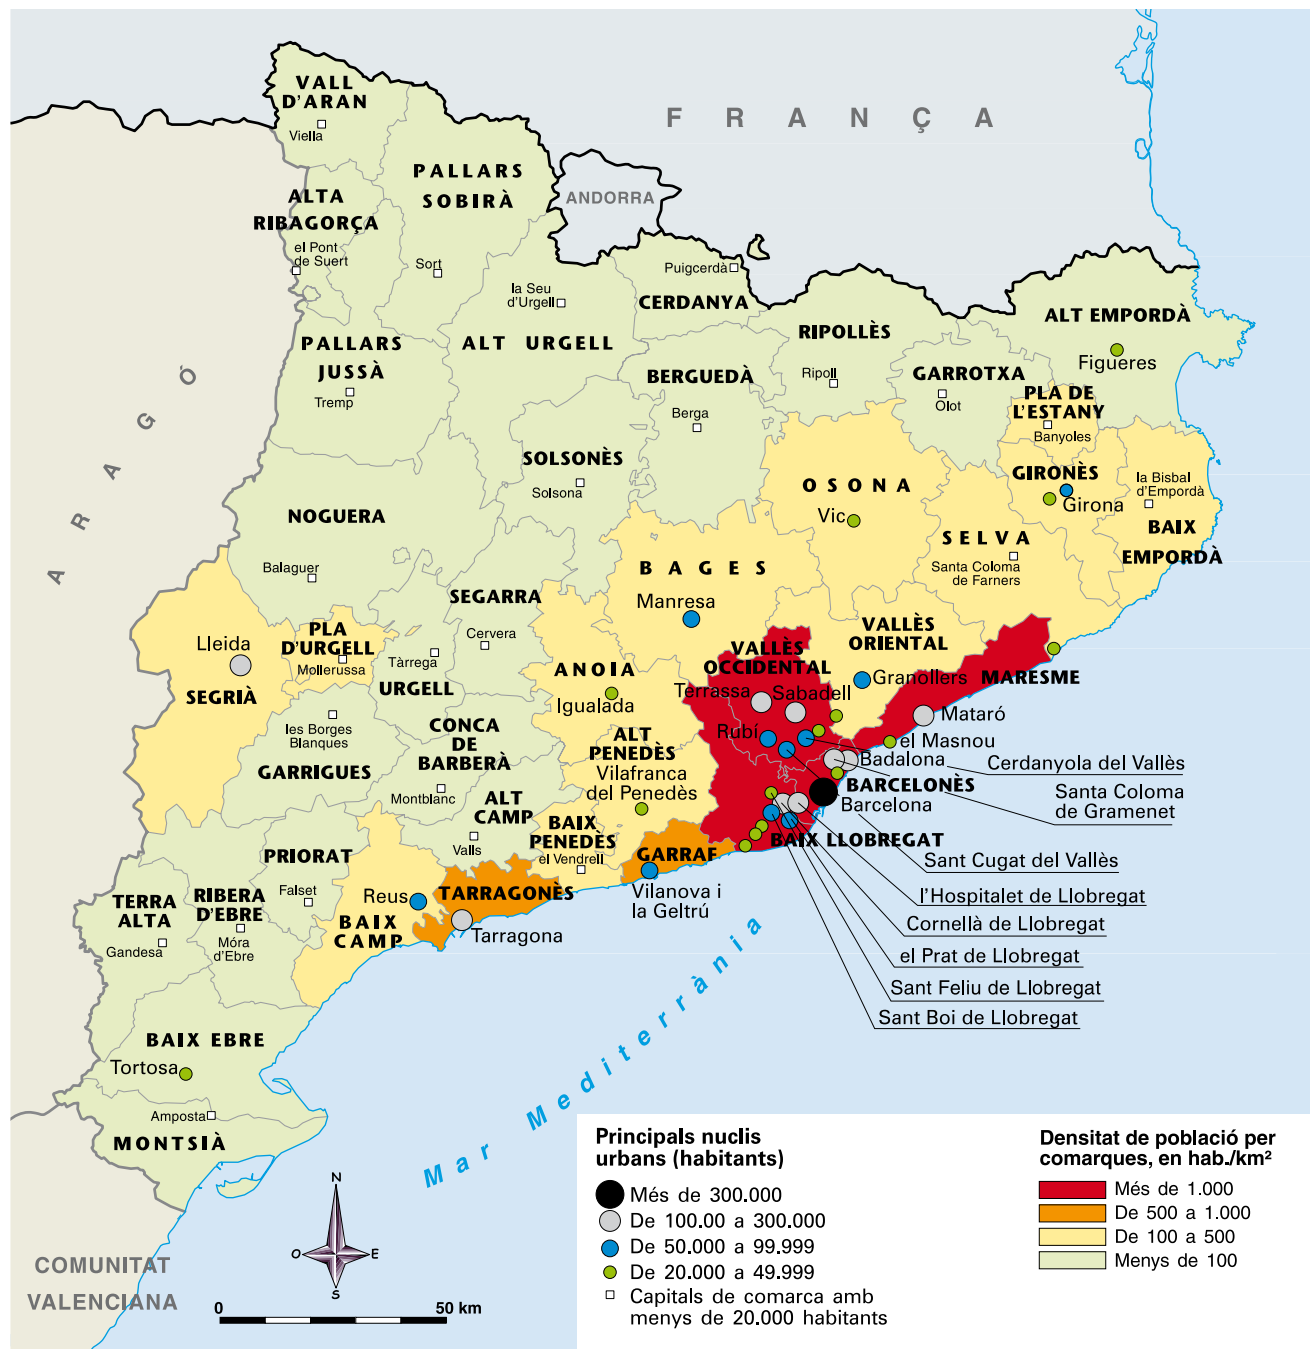 FRANÇA
ANDORRA
ARAGÓ
VALL
D'ARAN
Viella
PALLARS
SOBIRÀ
Sort
ALTA
RIBAGORÇA
el Pont
de Suert
la Seu
d'Urgell
ALT URGELL
Puigcerdà
CERDANYA
PALLARS
JUSSÀ
Tremp
BERGUEDÀ
Berga
RIPOLLÈS
Ripoll
GARROTXA
Olot
ALT EMPORDÀ
Figueres
PLA DE
L'ESTANY
Banyoles
SOLSONÈS
Solsona
OSONA
Vic
GIRONÈS
Girona
la Bisbal
d'Empordà
BAIX
EMPORDÀ
NOGUERA
Balaguer
SELVA
Santa Coloma
de Farners
BAGES
Manresa
SEGARRA
Cervera
Lleida
SEGRIÀ
PLA
D'URGELL
Mollerussa
Tàrrega
URGELL
ANOIA
Igualada
VALLÈS
OCCIDENTAL
Terrassa
Sabadell
Rubí
VALLÈS
ORIENTAL
Granollers
MARESME
Mataró
el Masnou
Badalona
Cerdanyola del Vallès
BARCELONÈS
Barcelona
Santa Coloma
de Gramenet
les Borges
Blanques
GARRIGUES
CONCA
DE
BARBERÀ
Montblanc
ALT
PENEDÈS
Vilafranca
del Penedès
ALT
CAMP
Valls
BAIX
PENEDÈS
el Vendrell
GARRAF
Vilanova i
la Geltrú
BAIX LLOBREGAT
Sant Cugat del Vallès
l'Hospitalet de Llobregat
Cornellà de Llobregat
el Prat de Llobregat
Sant Feliu de Llobregat
Sant Boi de Llobregat
PRIORAT
Falset
Reus
BAIX
CAMP
TARRAGONÈS
Tarragona
TERRA
ALTA
Gandesa
RIBERA
D'EBRE
Móra
d'Ebre
BAIX EBRE
Tortosa
Amposta
MONTSIÀ
Mar Mediterrània
COMUNITAT
VALENCIANA
N
O
E
S
0
50 km
Principals nuclis
urbans (habitants)
Més de 300.000
De 100.00 a 300.000
De 50.000 a 99.999
De 20.000 a 49.999
Capitals de comarca amb
menys de 20.000 habitants
Densitat de població per
comarques, en hab./km²
Més de 1.000
De 500 a 1.000
De 100 a 500
Menys de 100